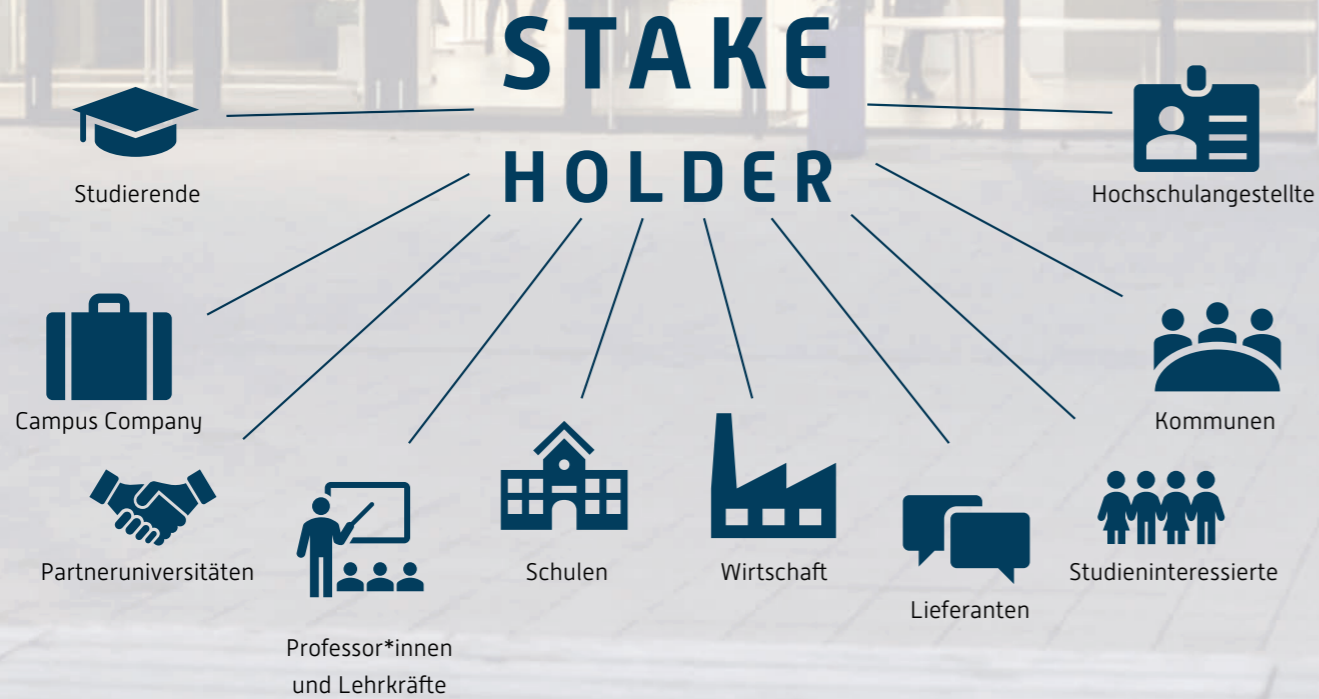 STAKE
HOLDER
Studierende
Hochschulangestellte
Campus Company
Kommunen
Partneruniversitäten
Schulen
Wirtschaft
Studieninteressierte
Lieferanten
Professor*innen
und Lehrkräfte